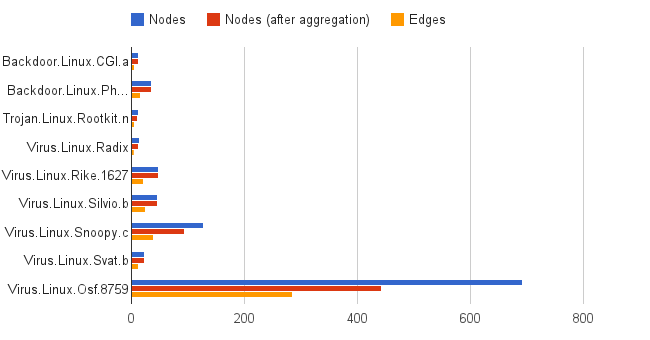 Nodes Nodes (after aggregation) Edges
Backdoor.Linux.CGI.a
Backdoor.Linux.Ph...
Trojan.Linux.Rootkit.n
Virus.Linux.Radix
Virus.Linux.Rike.1627
Virus.Linux.Silvio.b
Virus.Linux.Snoopy.c
Virus.Linux.Svat.b
Virus.Linux.Osf.8759
0 200 400 600 800